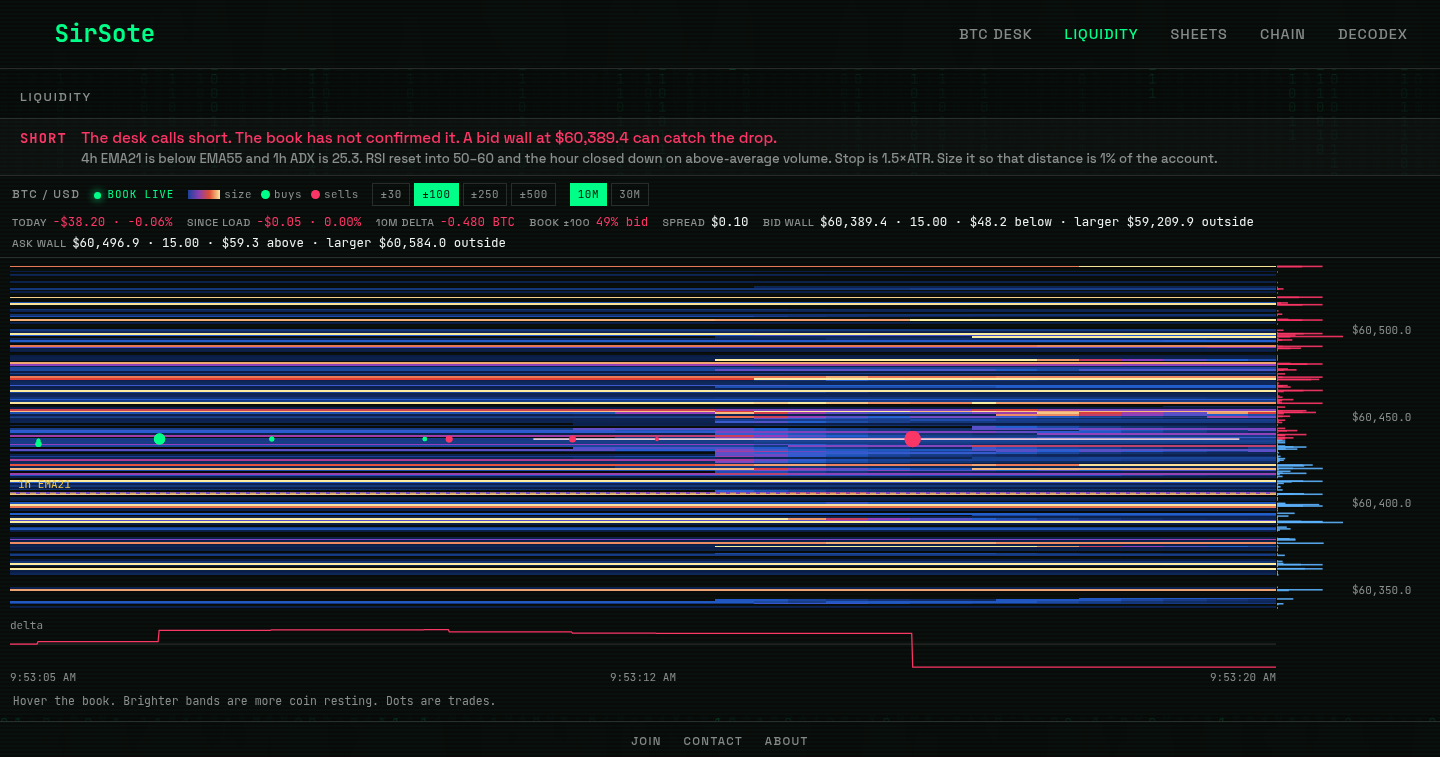 SirSote
BTC DESK LIQUIDITY SHEETS CHAIN DECODEX
LIQUIDITY
SHORT The desk calls short. The book has not confirmed it. A bid wall at $60,389.4 can catch the drop.
4h EMA21 is below EMA55 and 1h ADX is 25.3. RSI reset into 50–60 and the hour closed down on above-average volume. Stop is 1.5×ATR. Size it so that distance is 1% of the account.
BTC / USD BOOK LIVE size buys sells ±30 ±100 ±250 ±500 10M 30M
TODAY -$38.20 · -0.06% SINCE LOAD -$0.05 · 0.00% 10M DELTA -0.480 BTC BOOK ±100 49% bid SPREAD $0.10 BID WALL $60,389.4 · 15.00 · $48.2 below · larger $59,209.9 outside
ASK WALL $60,496.9 · 15.00 · $59.3 above · larger $60,584.0 outside
$60,500.0
$60,450.0
1h EMA21
$60,400.0
$60,350.0
delta
9:53:05 AM 9:53:12 AM 9:53:20 AM
Hover the book. Brighter bands are more coin resting. Dots are trades.
JOIN CONTACT ABOUT